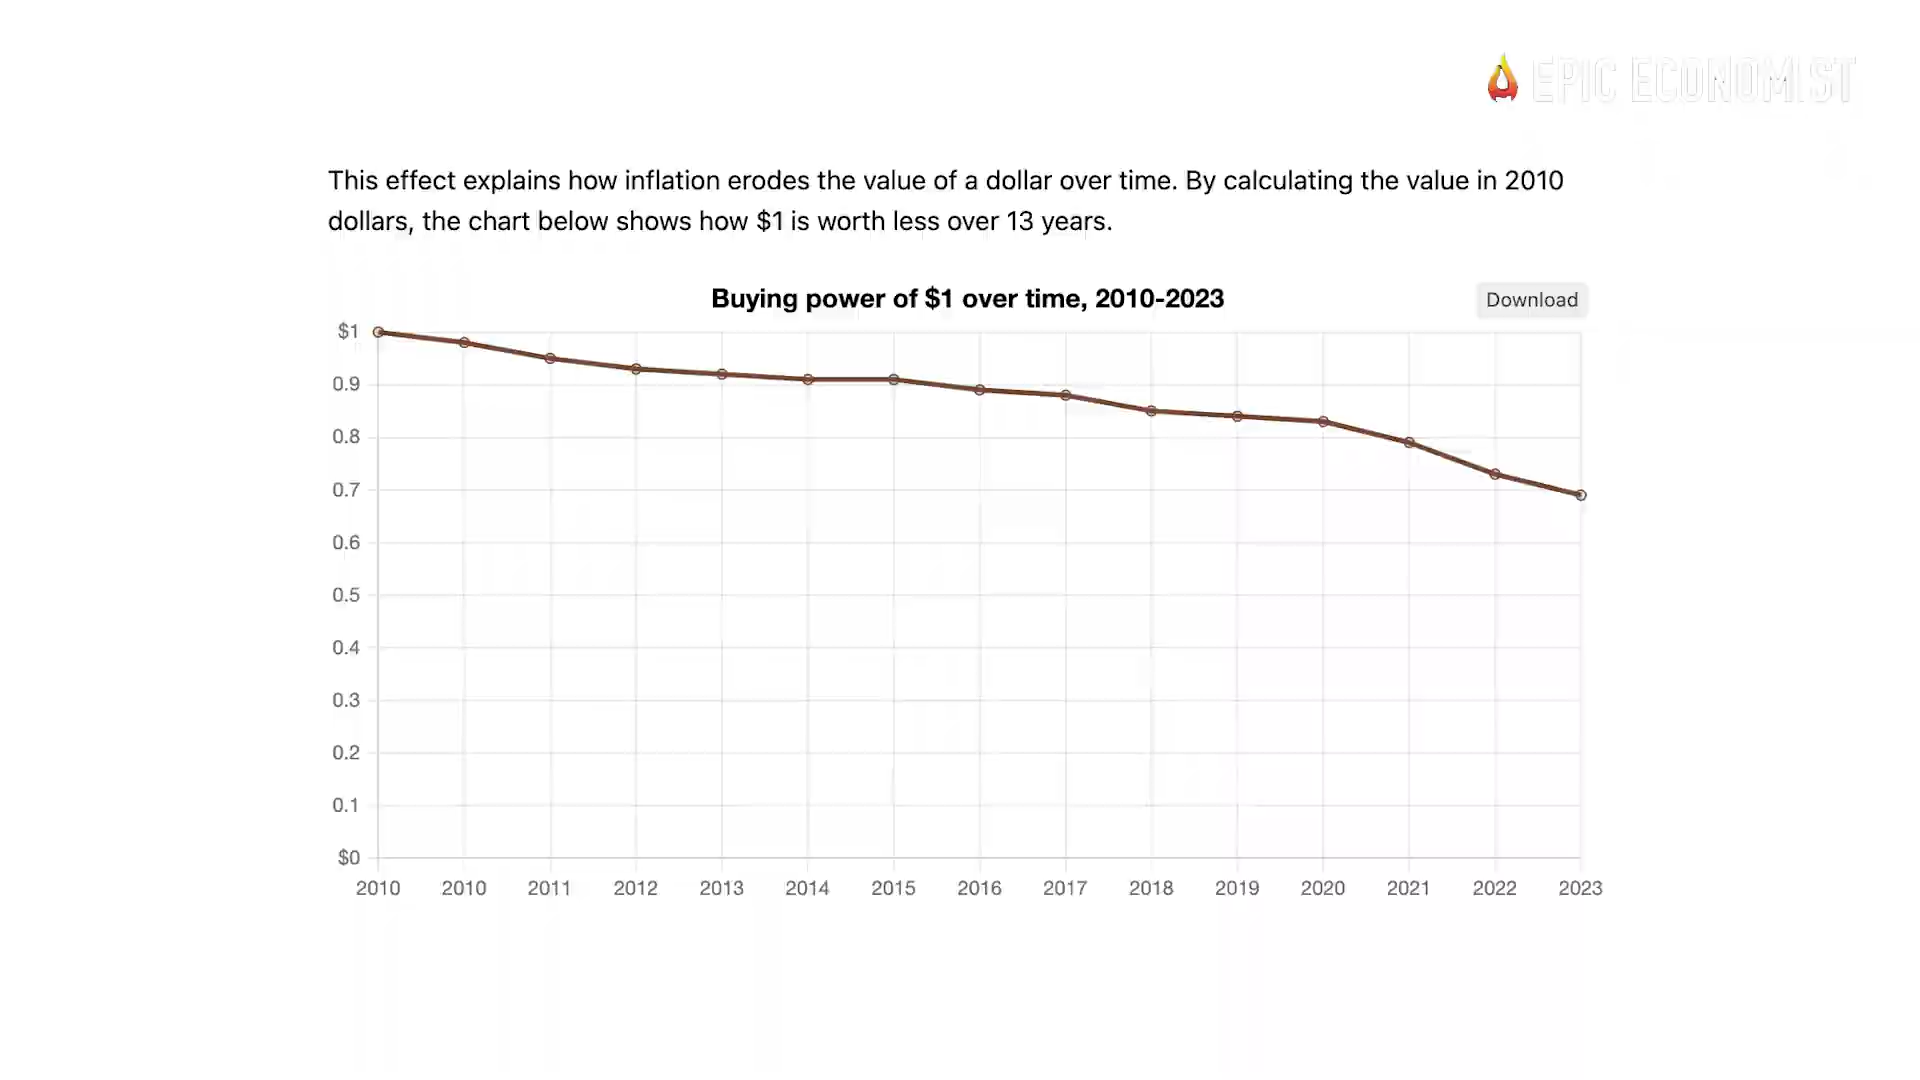 EPIC ECONOMIST
This effect explains how inflation erodes the value of a dollar over time. By calculating the value in 2010
dollars, the chart below shows how $1 is worth less over 13 years.
Buying power of $1 over time, 2010-2023
Download
$1
0.9
0.8
0.7
0.6
0.5
0.4
0.3
0.2
0.1
$0
2010 2010 2011 2012 2013 2014 2015 2016 2017 2018 2019 2020 2021 2022 2023